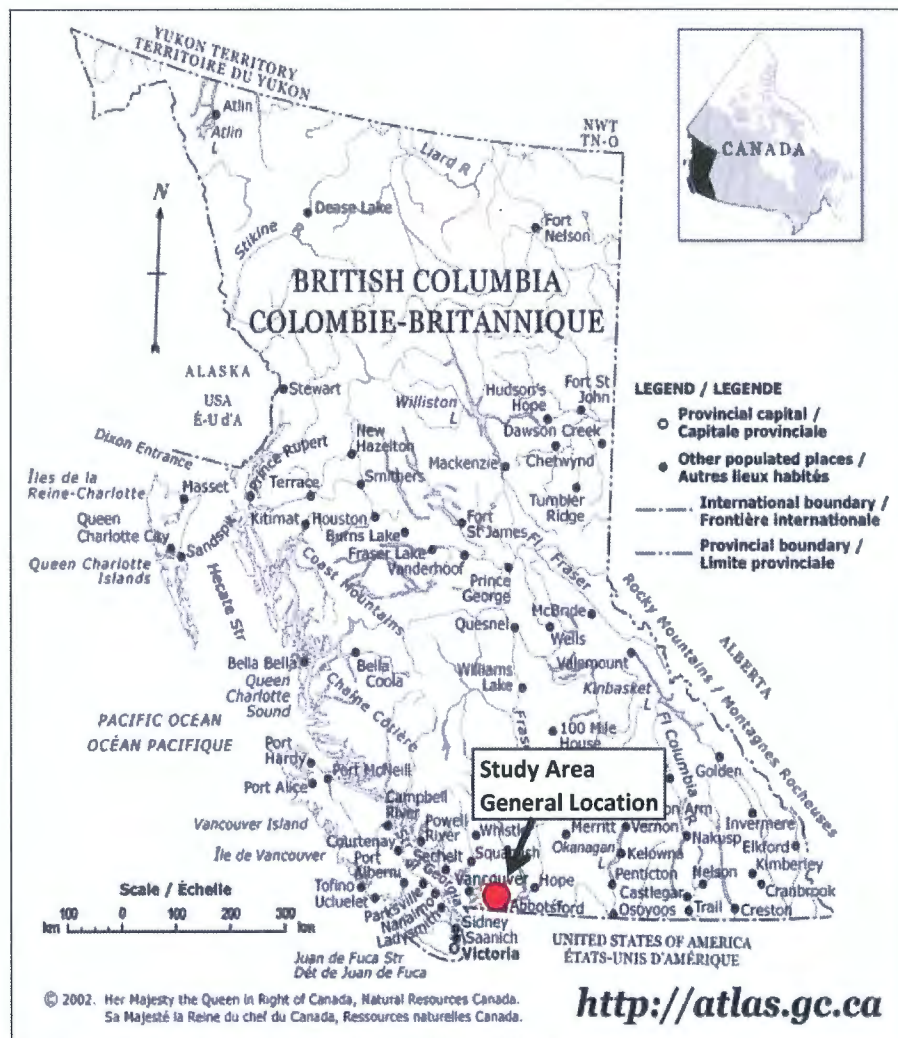 YUKON TERRITORY
TERRITOIRE DU YUKON
NWT
TN-O
CANADA
Atlin
Atlin
L
Liard R
N
Dease Lake
Stikine
R
Fort
Nelson
BRITISH COLUMBIA
COLOMBIE-BRITANNIQUE
ALASKA
USA
É-U d'A
Stewart
Williston
L
Hudson's
Hope
Fort St
John
Dawson Creek
Chetwynd
LEGEND / LEGENDE
Provincial capital /
Capitale provinciale
Other populated places /
Autres lieux habités
International boundary /
Frontière internationale
Provincial boundary /
Limite provinciale
Dixon Entrance
Prince Rupert
New
Hazelton
Mackenzie
Îles de la
Reine-Charlotte
Masset
Terrace
Smithers
Tumbler
Ridge
Queen
Charlotte City
Sandspit
Kitimat
Houston
Burns Lake
Fort
St James
Fraser Lake
Vanderhoof
Queen Charlotte
Islands
Hecate Str
Coast Mountains
Prince
George
Fl Fraser
Rocky Mountains / Montagnes Rocheuses
ALBERTA
McBride
Quesnel
Wells
Bella Bella
Bella
Coola
Williams
Lake
Valemount
Kinbasket
L
Queen
Charlotte
Sound
Chaîne Côtière
PACIFIC OCEAN
OCÉAN PACIFIQUE
100 Mile
House
Fl Columbia
R
Golden
Port
Hardy
Port McNeill
Port Alice
Study Area
General Location
Campbell
River
Powell
River
Vancouver Island
Île de Vancouver
Courtenay
Port
Alberni
Sechelt
Georgia
Merritt
Okanagan
L
Vernon
Kelowna
Nakusp
Invermere
Elkford
Kimberley
Cranbrook
Tofino
Ucluelet
Parksville
Nanaimo
Ladysmith
Vancouver
Hope
Abbotsford
Penticton
Castlegar
Osoyoos
Nelson
Trail
Creston
Scale / Échelle
100 0 100 200 300
km km
Sidney
Saanich
Victoria
Juan de Fuca Str
Dét de Juan de Fuca
UNITED STATES OF AMERICA
ÉTATS-UNIS D'AMÉRIQUE
© 2002. Her Majesty the Queen in Right of Canada, Natural Resources Canada.
Sa Majesté la Reine du chef du Canada, Ressources naturelles Canada.
http://atlas.gc.ca